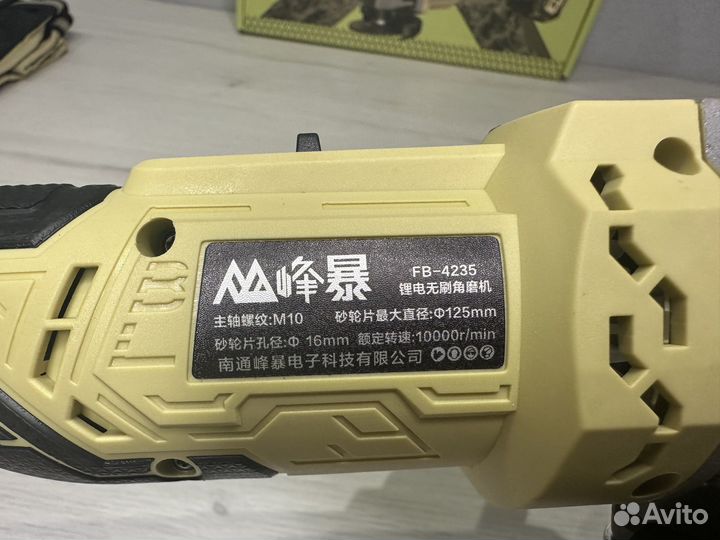 峰暴
FB-4235
锂电无刷角磨机
主轴螺纹:M10 砂轮片最大直径:Φ125mm
砂轮片孔径:Φ 16mm 额定转速:10000r/min
南通峰暴电子科技有限公司
Avito